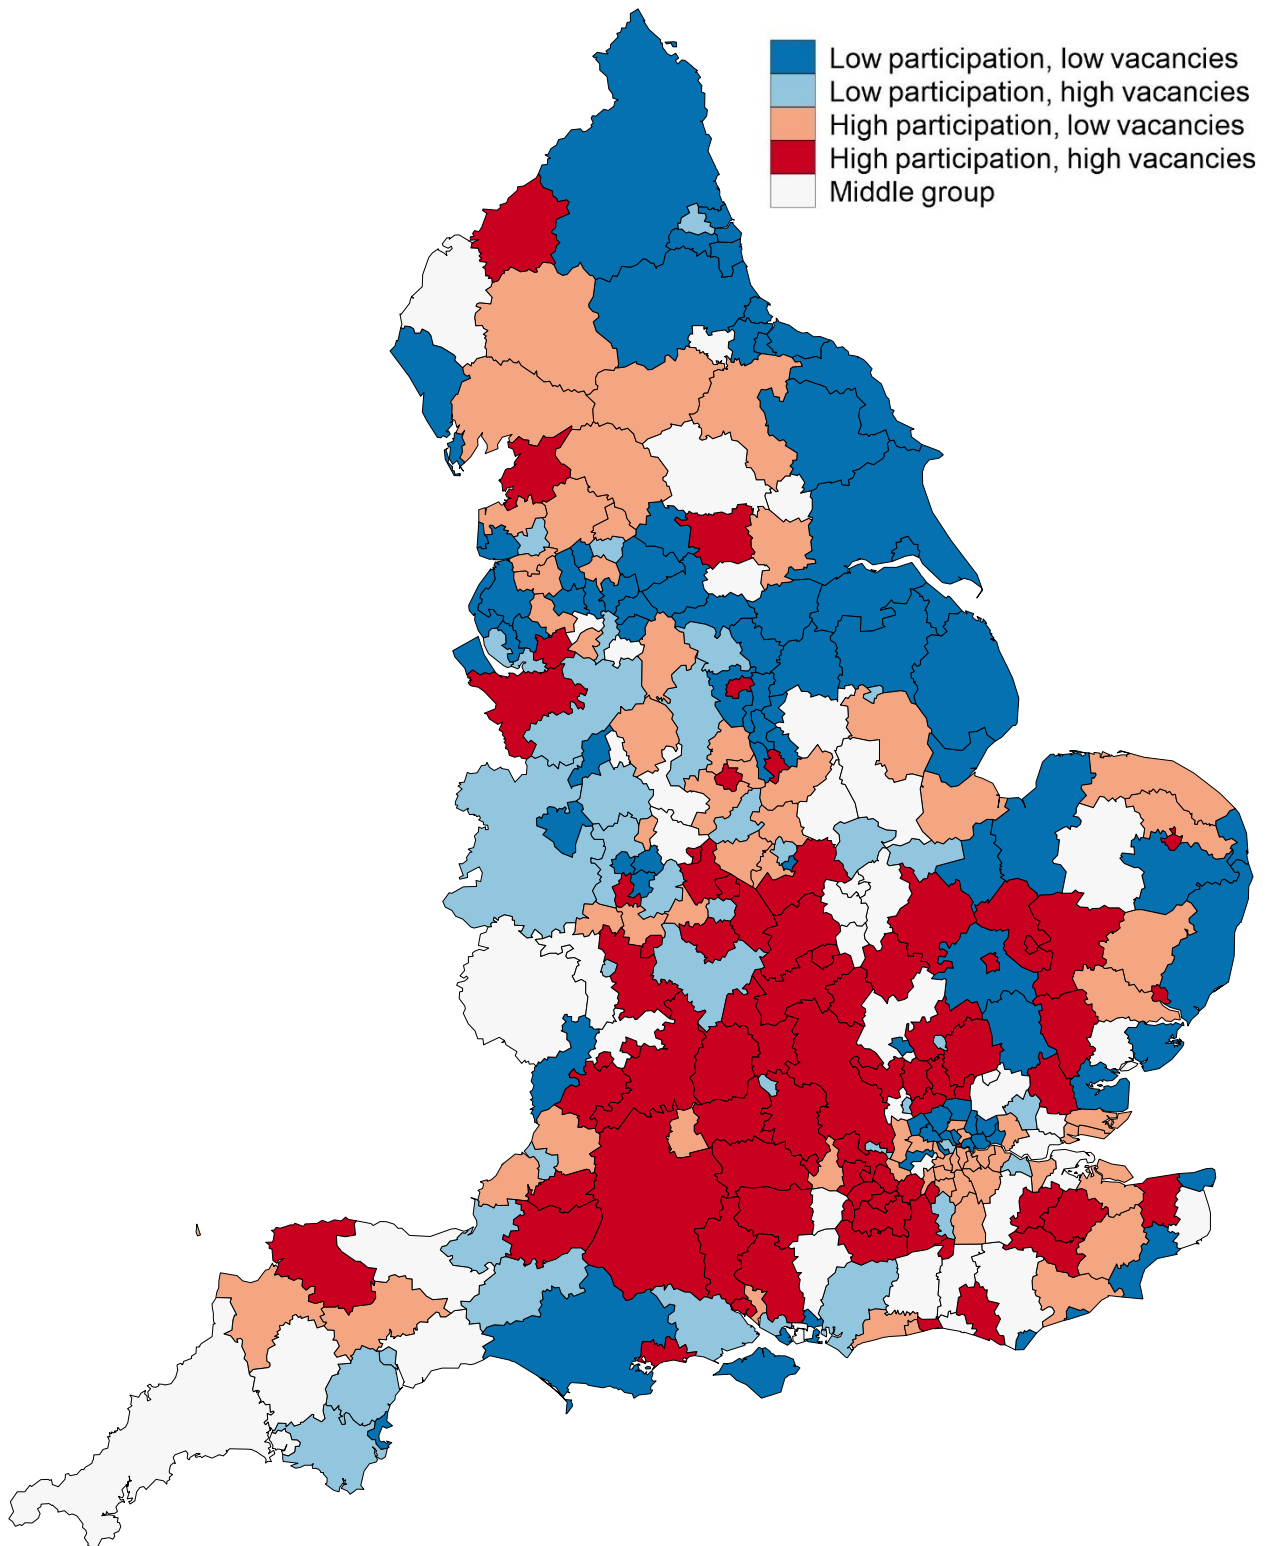 Low participation, low vacancies
Low participation, high vacancies
High participation, low vacancies
High participation, high vacancies
Middle group